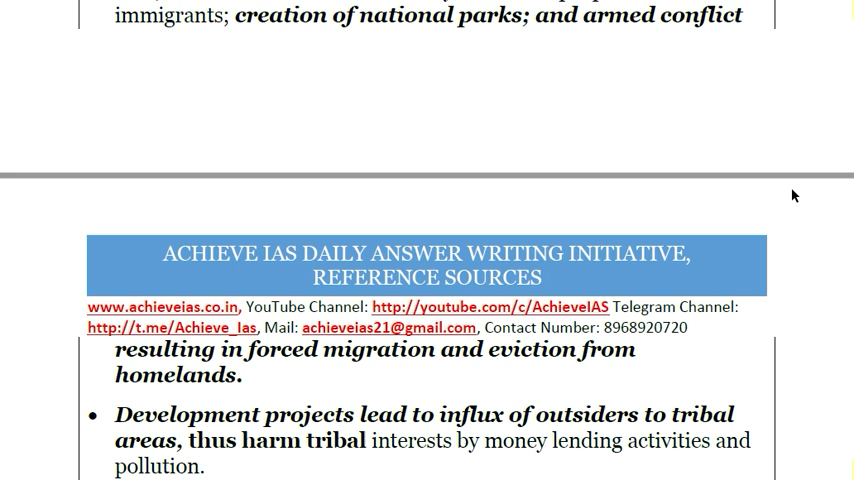 immigrants; creation of national parks; and armed conflict
ACHIEVE IAS DAILY ANSWER WRITING INITIATIVE,
REFERENCE SOURCES
www.achieveias.co.in, YouTube Channel: http://youtube.com/c/AchieveIAS Telegram Channel:
http://t.me/Achieve_Ias, Mail: achieveias21@gmail.com, Contact Number: 8968920720
resulting in forced migration and eviction from
homelands.
• Development projects lead to influx of outsiders to tribal
areas, thus harm tribal interests by money lending activities and
pollution.